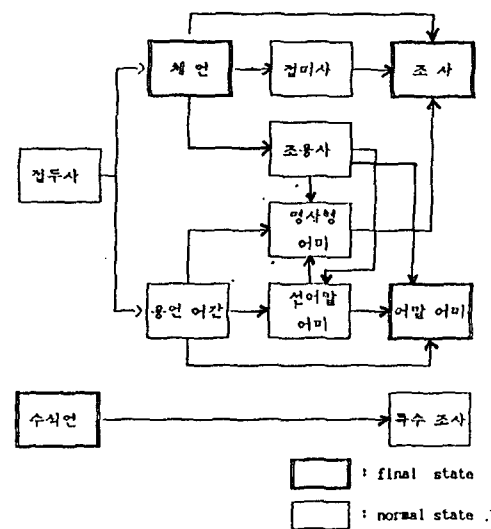 체 언
접미사
조 사
조용사
접두사
명사형
어미
용언 어간
선어말
어미
어말 어미
수식언
특수 조사
: final state
: normal state